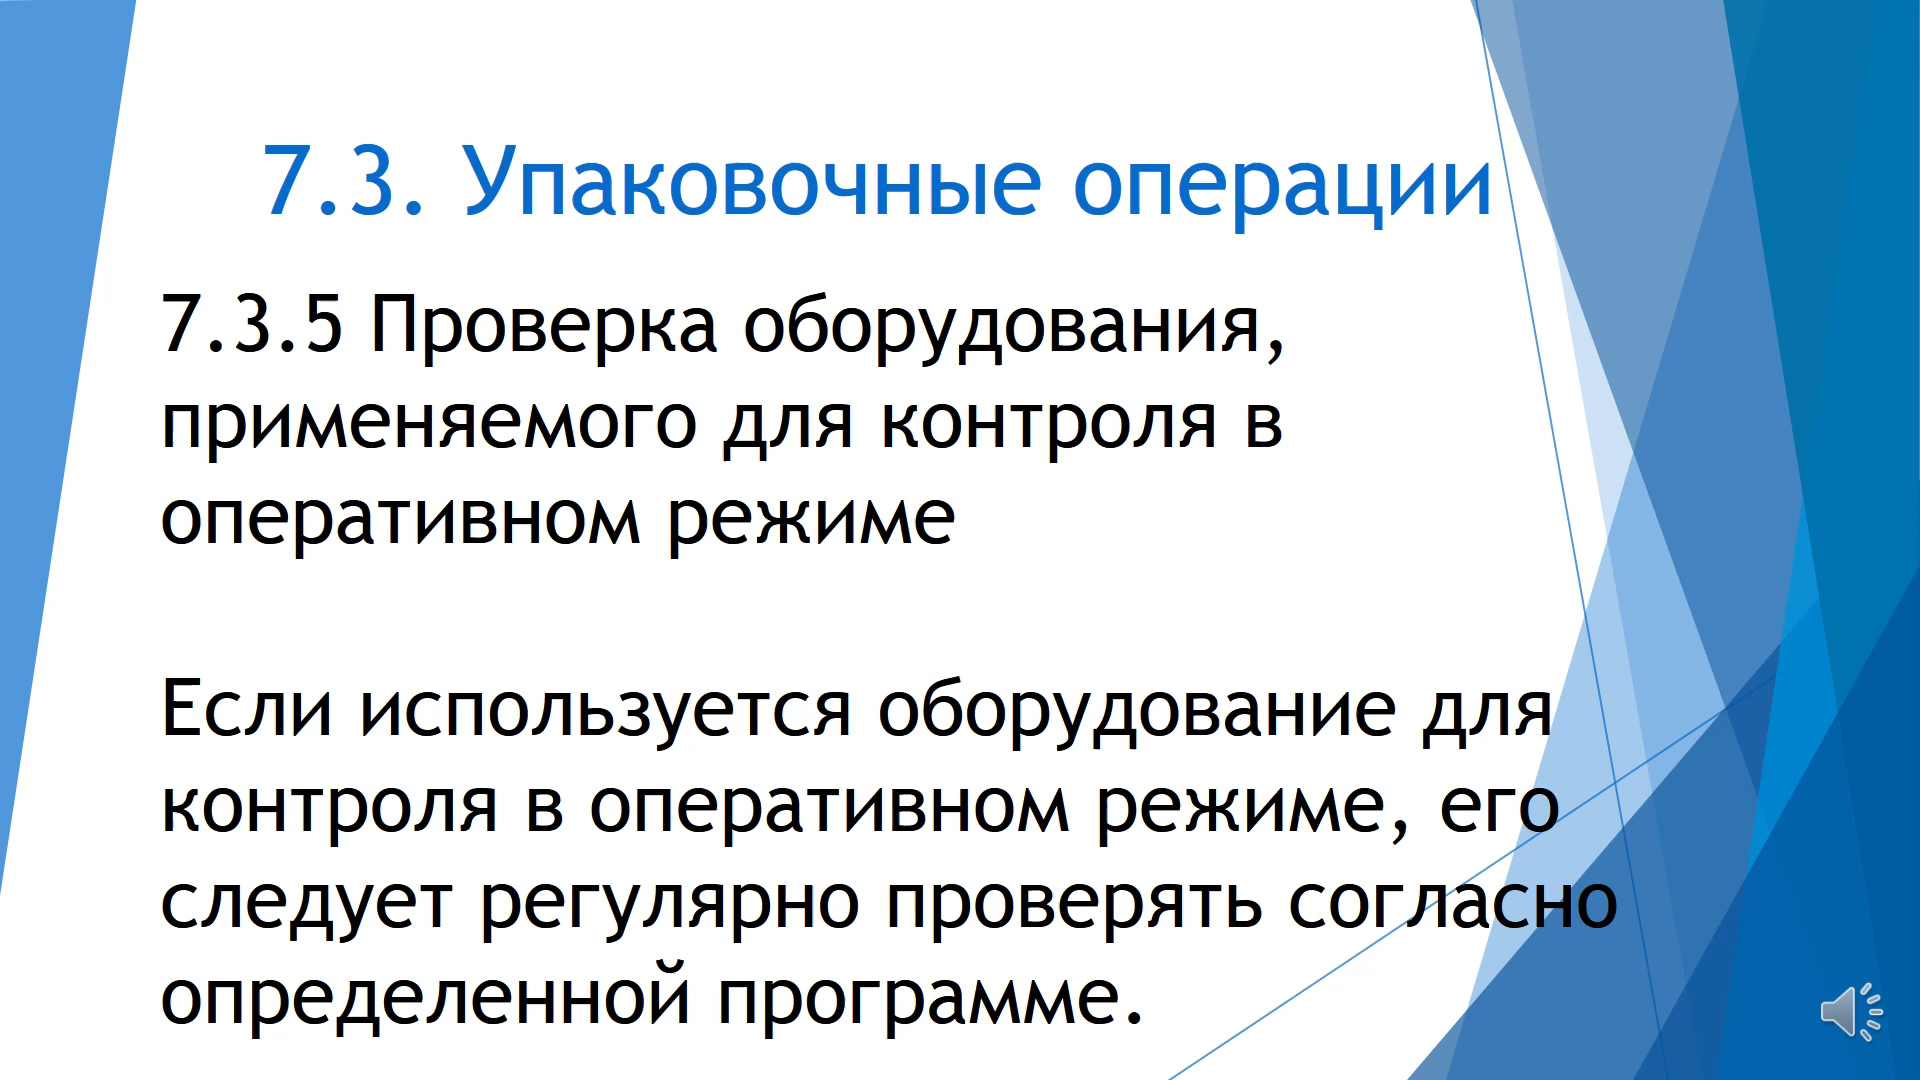 7.3. Упаковочные операции
7.3.5 Проверка оборудования,
применяемого для контроля в
оперативном режиме
Если используется оборудование для
контроля в оперативном режиме, его
следует регулярно проверять согласно
определенной программе.